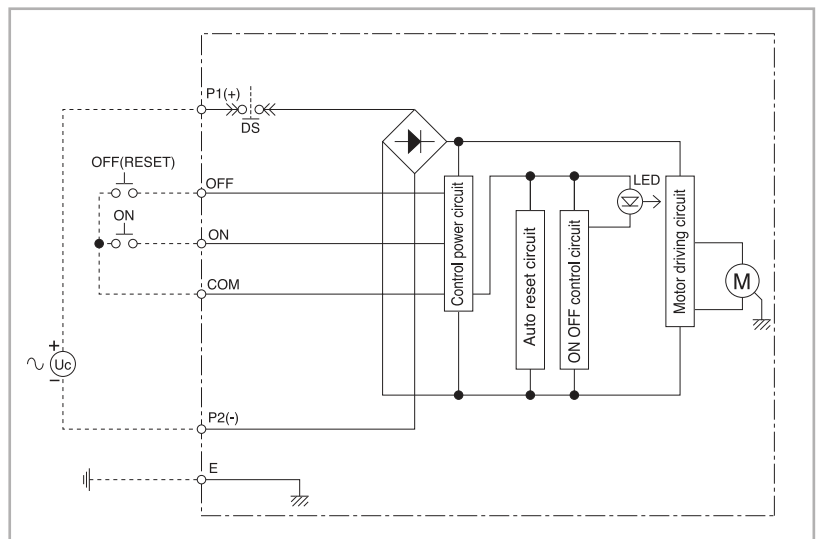 P1(+)
DS
OFF(RESET)
OFF
ON
ON
COM
Control power circuit
Auto reset circuit
ON OFF control circuit
LED
Motor driving circuit
M
+
Uc
−
P2(-)
E